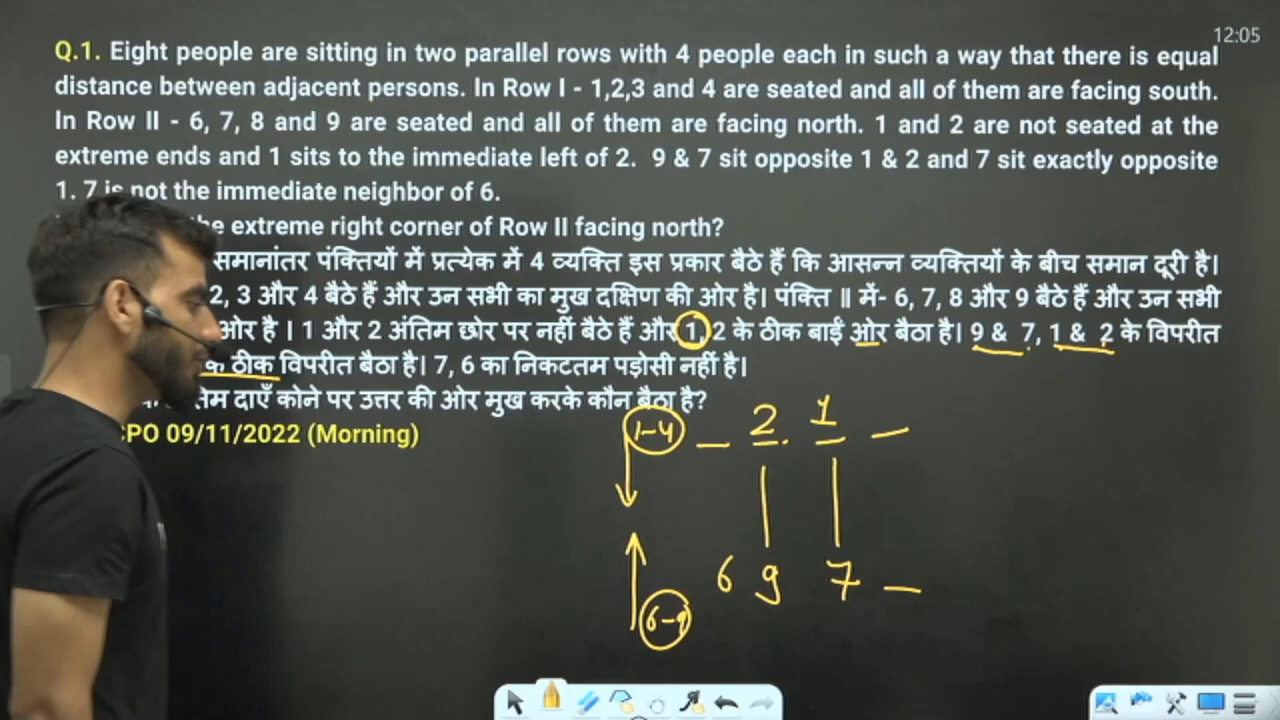 12:05
Q.1. Eight people are sitting in two parallel rows with 4 people each in such a way that there is equal
distance between adjacent persons. In Row I - 1,2,3 and 4 are seated and all of them are facing south.
In Row II - 6, 7, 8 and 9 are seated and all of them are facing north. 1 and 2 are not seated at the
extreme ends and 1 sits to the immediate left of 2. 9 & 7 sit opposite 1 & 2 and 7 sit exactly opposite
1. 7 is not the immediate neighbor of 6.
the extreme right corner of Row II facing north?
समानांतर पंक्तियों में प्रत्येक में 4 व्यक्ति इस प्रकार बैठे हैं कि आसन्न व्यक्तियों के बीच समान दूरी है।
2, 3 और 4 बैठे हैं और उन सभी का मुख दक्षिण की ओर है। पंक्ति II में- 6, 7, 8 और 9 बैठे हैं और उन सभी
ओर है । 1 और 2 अंतिम छोर पर नहीं बैठे हैं और 1, 2 के ठीक बाईं ओर बैठा है। 9 & 7, 1 & 2 के विपरीत
के ठीक विपरीत बैठा है। 7, 6 का निकटतम पड़ोसी नहीं है।
दाएँ कोने पर उत्तर की ओर मुख करके कौन बैठा है?
CPO 09/11/2022 (Morning)
1-4 _ 2 1 _
6 9 7 _
6-9